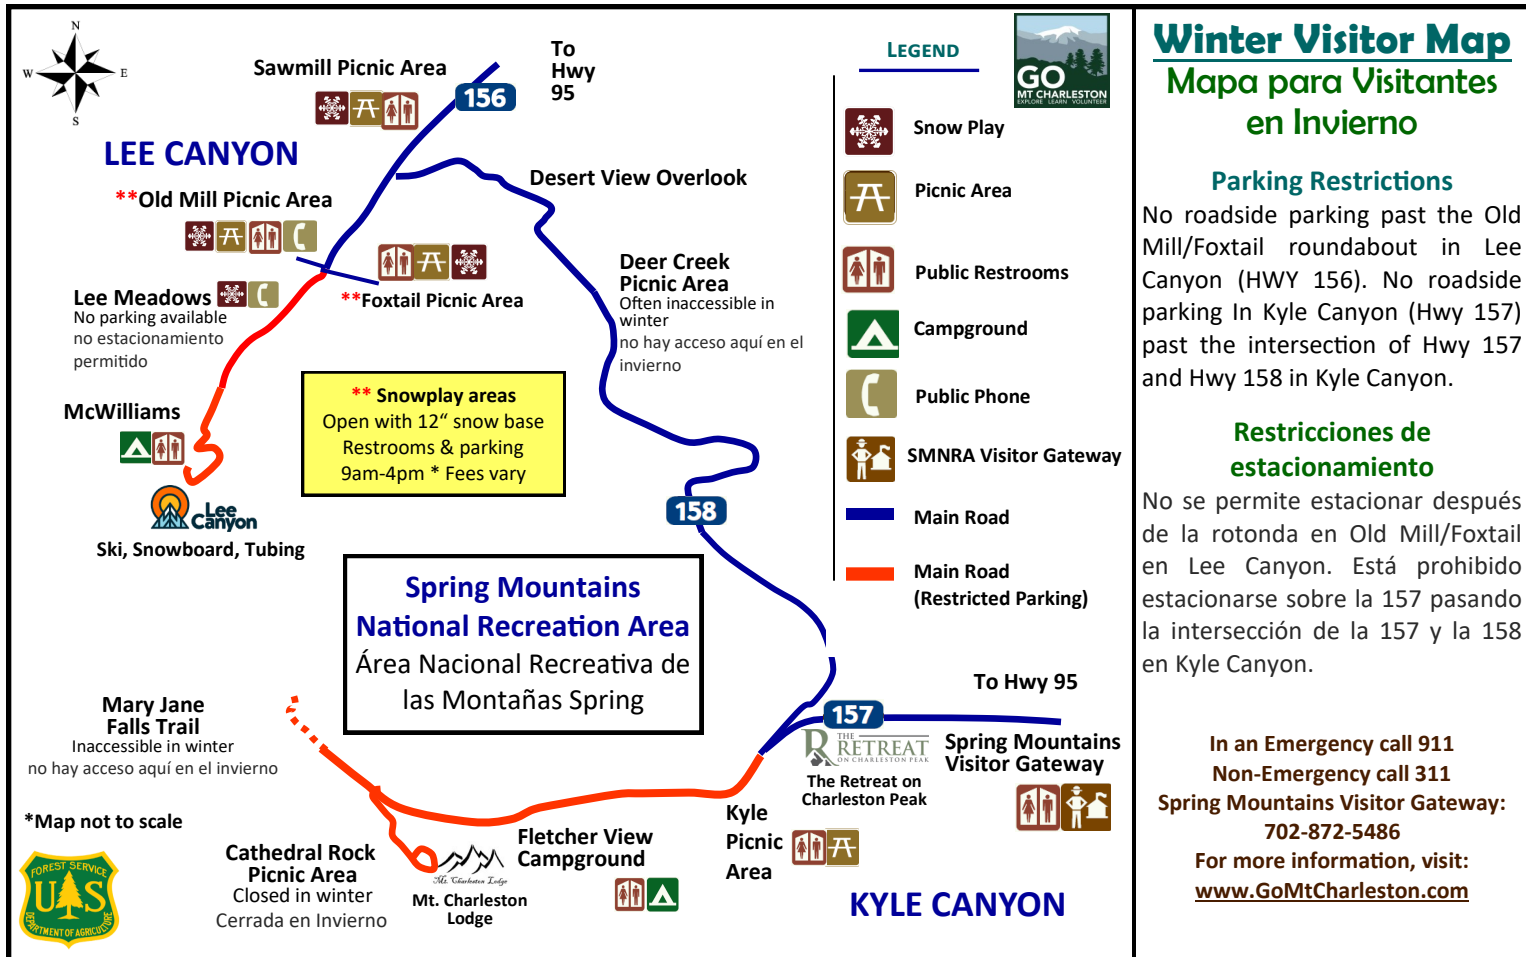 N
W
E
S
Sawmill Picnic Area
To
Hwy
95
156
LEE CANYON
**Old Mill Picnic Area
Desert View Overlook
Lee Meadows
No parking available
no estacionamiento
permitido
**Foxtail Picnic Area
Deer Creek
Picnic Area
Often inaccessible in
winter
no hay acceso aquí en el
invierno
McWilliams
Lee
Canyon
Ski, Snowboard, Tubing
** Snowplay areas
Open with 12“ snow base
Restrooms & parking
9am-4pm * Fees vary
158
Spring Mountains
National Recreation Area
Área Nacional Recreativa de
las Montañas Spring
Mary Jane
Falls Trail
Inaccessible in winter
no hay acceso aquí en el invierno
*Map not to scale
FOREST SERVICE
U S
DEPARTMENT OF AGRICULTURE
Cathedral Rock
Picnic Area
Closed in winter
Cerrada en Invierno
Mt. Charleston Lodge
Mt. Charleston
Lodge
Fletcher View
Campground
Kyle
Picnic
Area
To Hwy 95
157
THE
RETREAT
ON CHARLESTON PEAK
The Retreat on
Charleston Peak
Spring Mountains
Visitor Gateway
KYLE CANYON
LEGEND
GO
MT CHARLESTON
EXPLORE LEARN VOLUNTEER
Snow Play
Picnic Area
Public Restrooms
Campground
Public Phone
SMNRA Visitor Gateway
Main Road
Main Road
(Restricted Parking)
Winter Visitor Map
Mapa para Visitantes
en Invierno
Parking Restrictions
No roadside parking past the Old
Mill/Foxtail roundabout in Lee
Canyon (HWY 156). No roadside
parking In Kyle Canyon (Hwy 157)
past the intersection of Hwy 157
and Hwy 158 in Kyle Canyon.
Restricciones de
estacionamiento
No se permite estacionar después
de la rotonda en Old Mill/Foxtail
en Lee Canyon. Está prohibido
estacionarse sobre la 157 pasando
la intersección de la 157 y la 158
en Kyle Canyon.
In an Emergency call 911
Non-Emergency call 311
Spring Mountains Visitor Gateway:
702-872-5486
For more information, visit:
www.GoMtCharleston.com